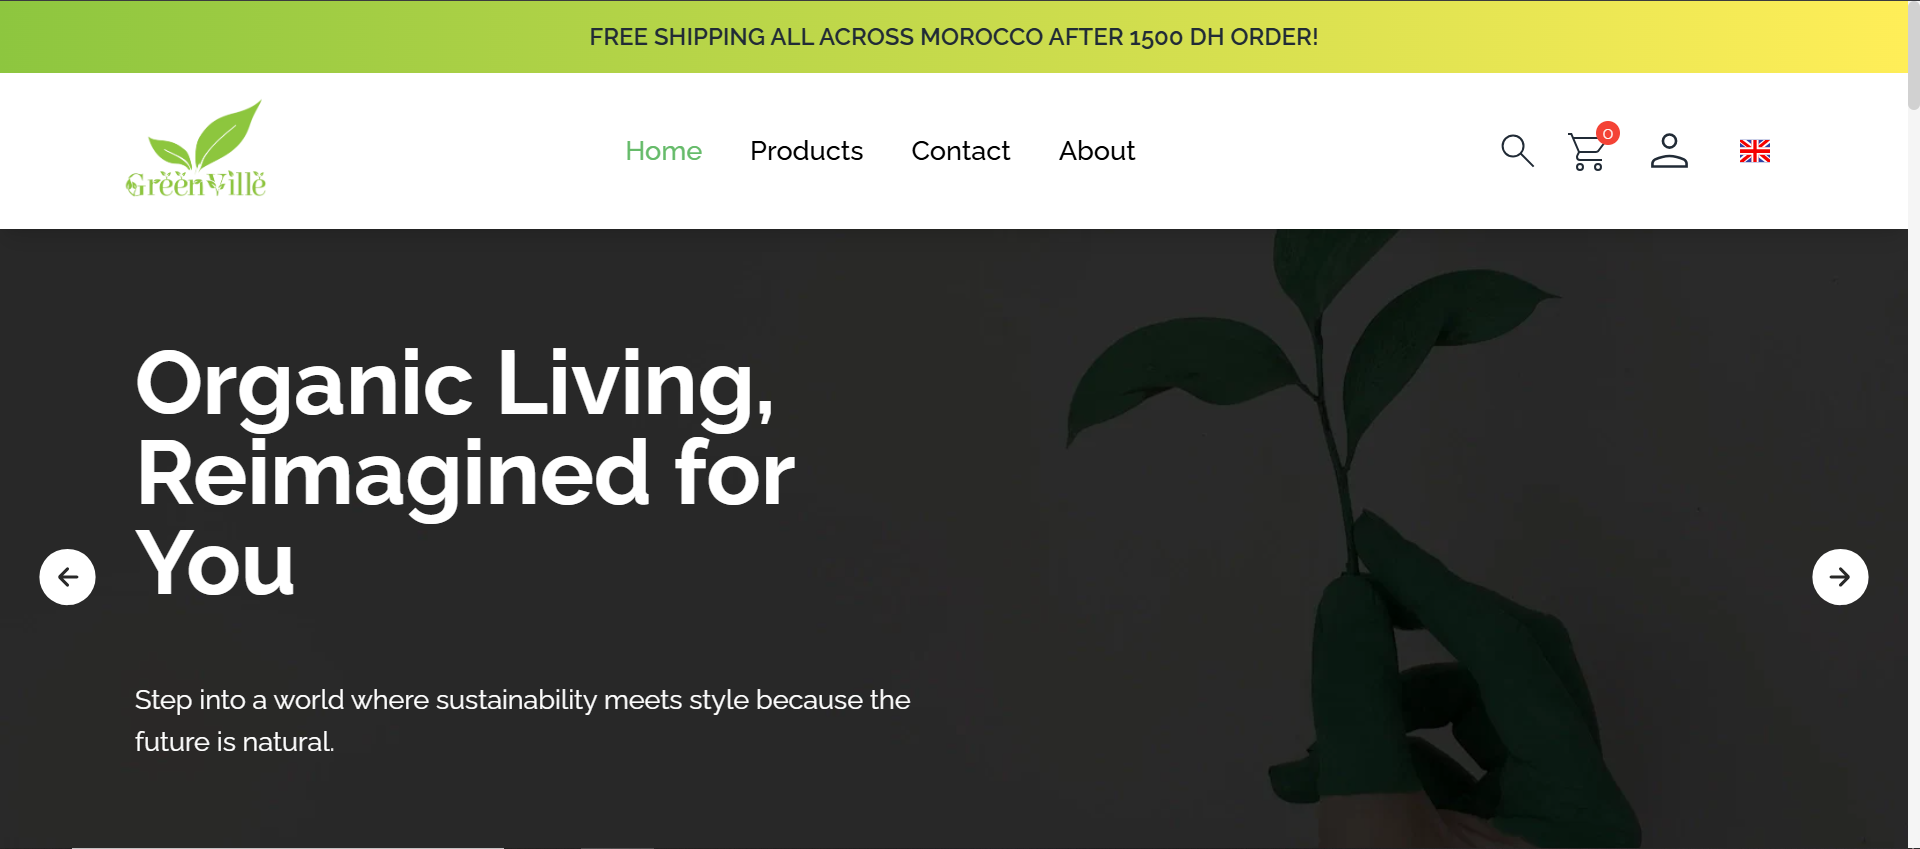 FREE SHIPPING ALL ACROSS MOROCCO AFTER 1500 DH ORDER!
GreenVille
Home Products Contact About
0
Organic Living,
Reimagined for
You
Step into a world where sustainability meets style because the
future is natural.